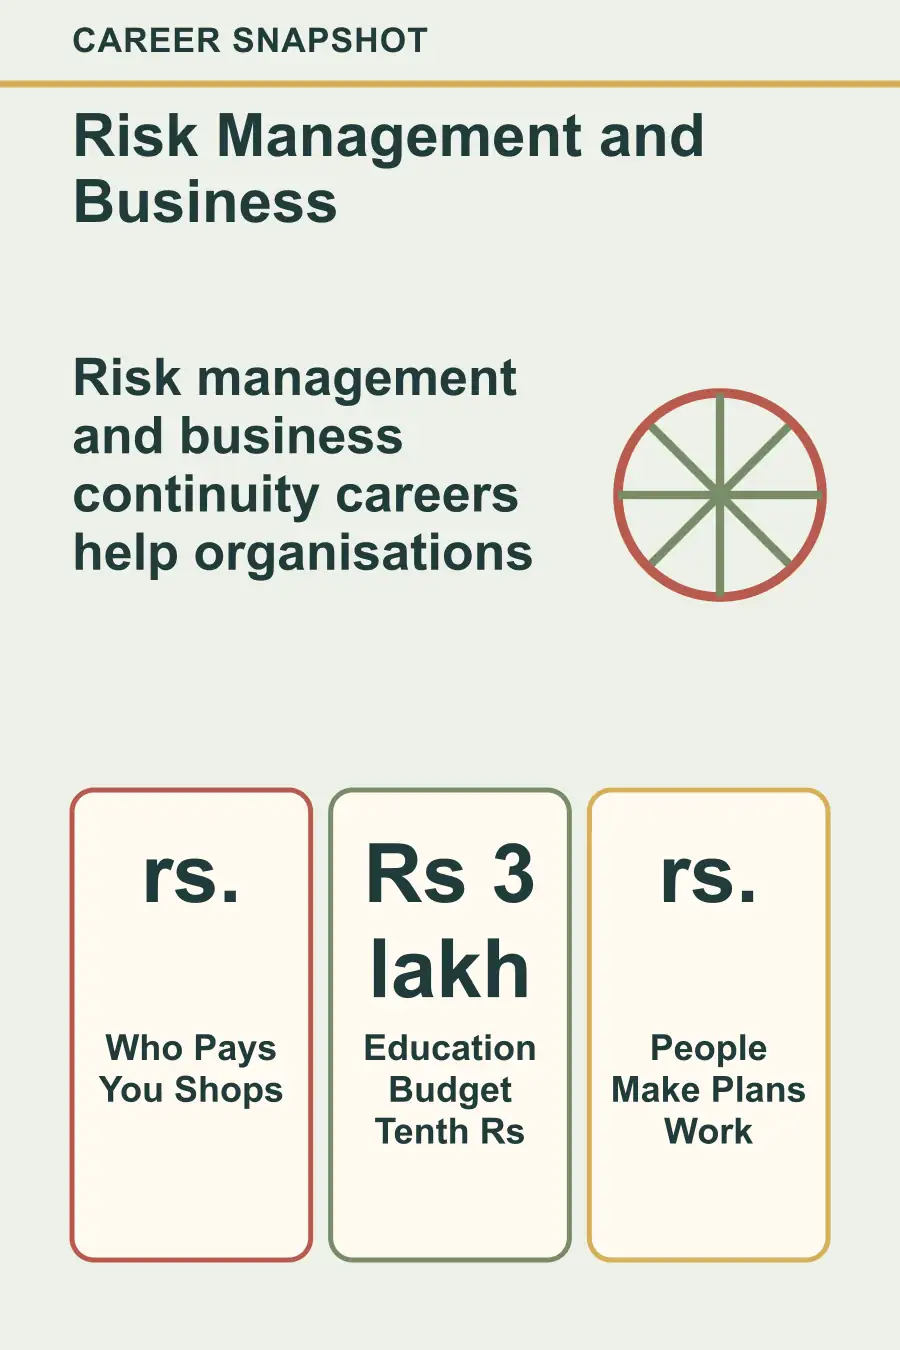 CAREER SNAPSHOT
Risk Management and
Business
Risk management
and business
continuity careers
help organisations
rs.
Who Pays
You Shops
Rs 3
lakh
Education
Budget
Tenth Rs
rs.
People
Make Plans
Work